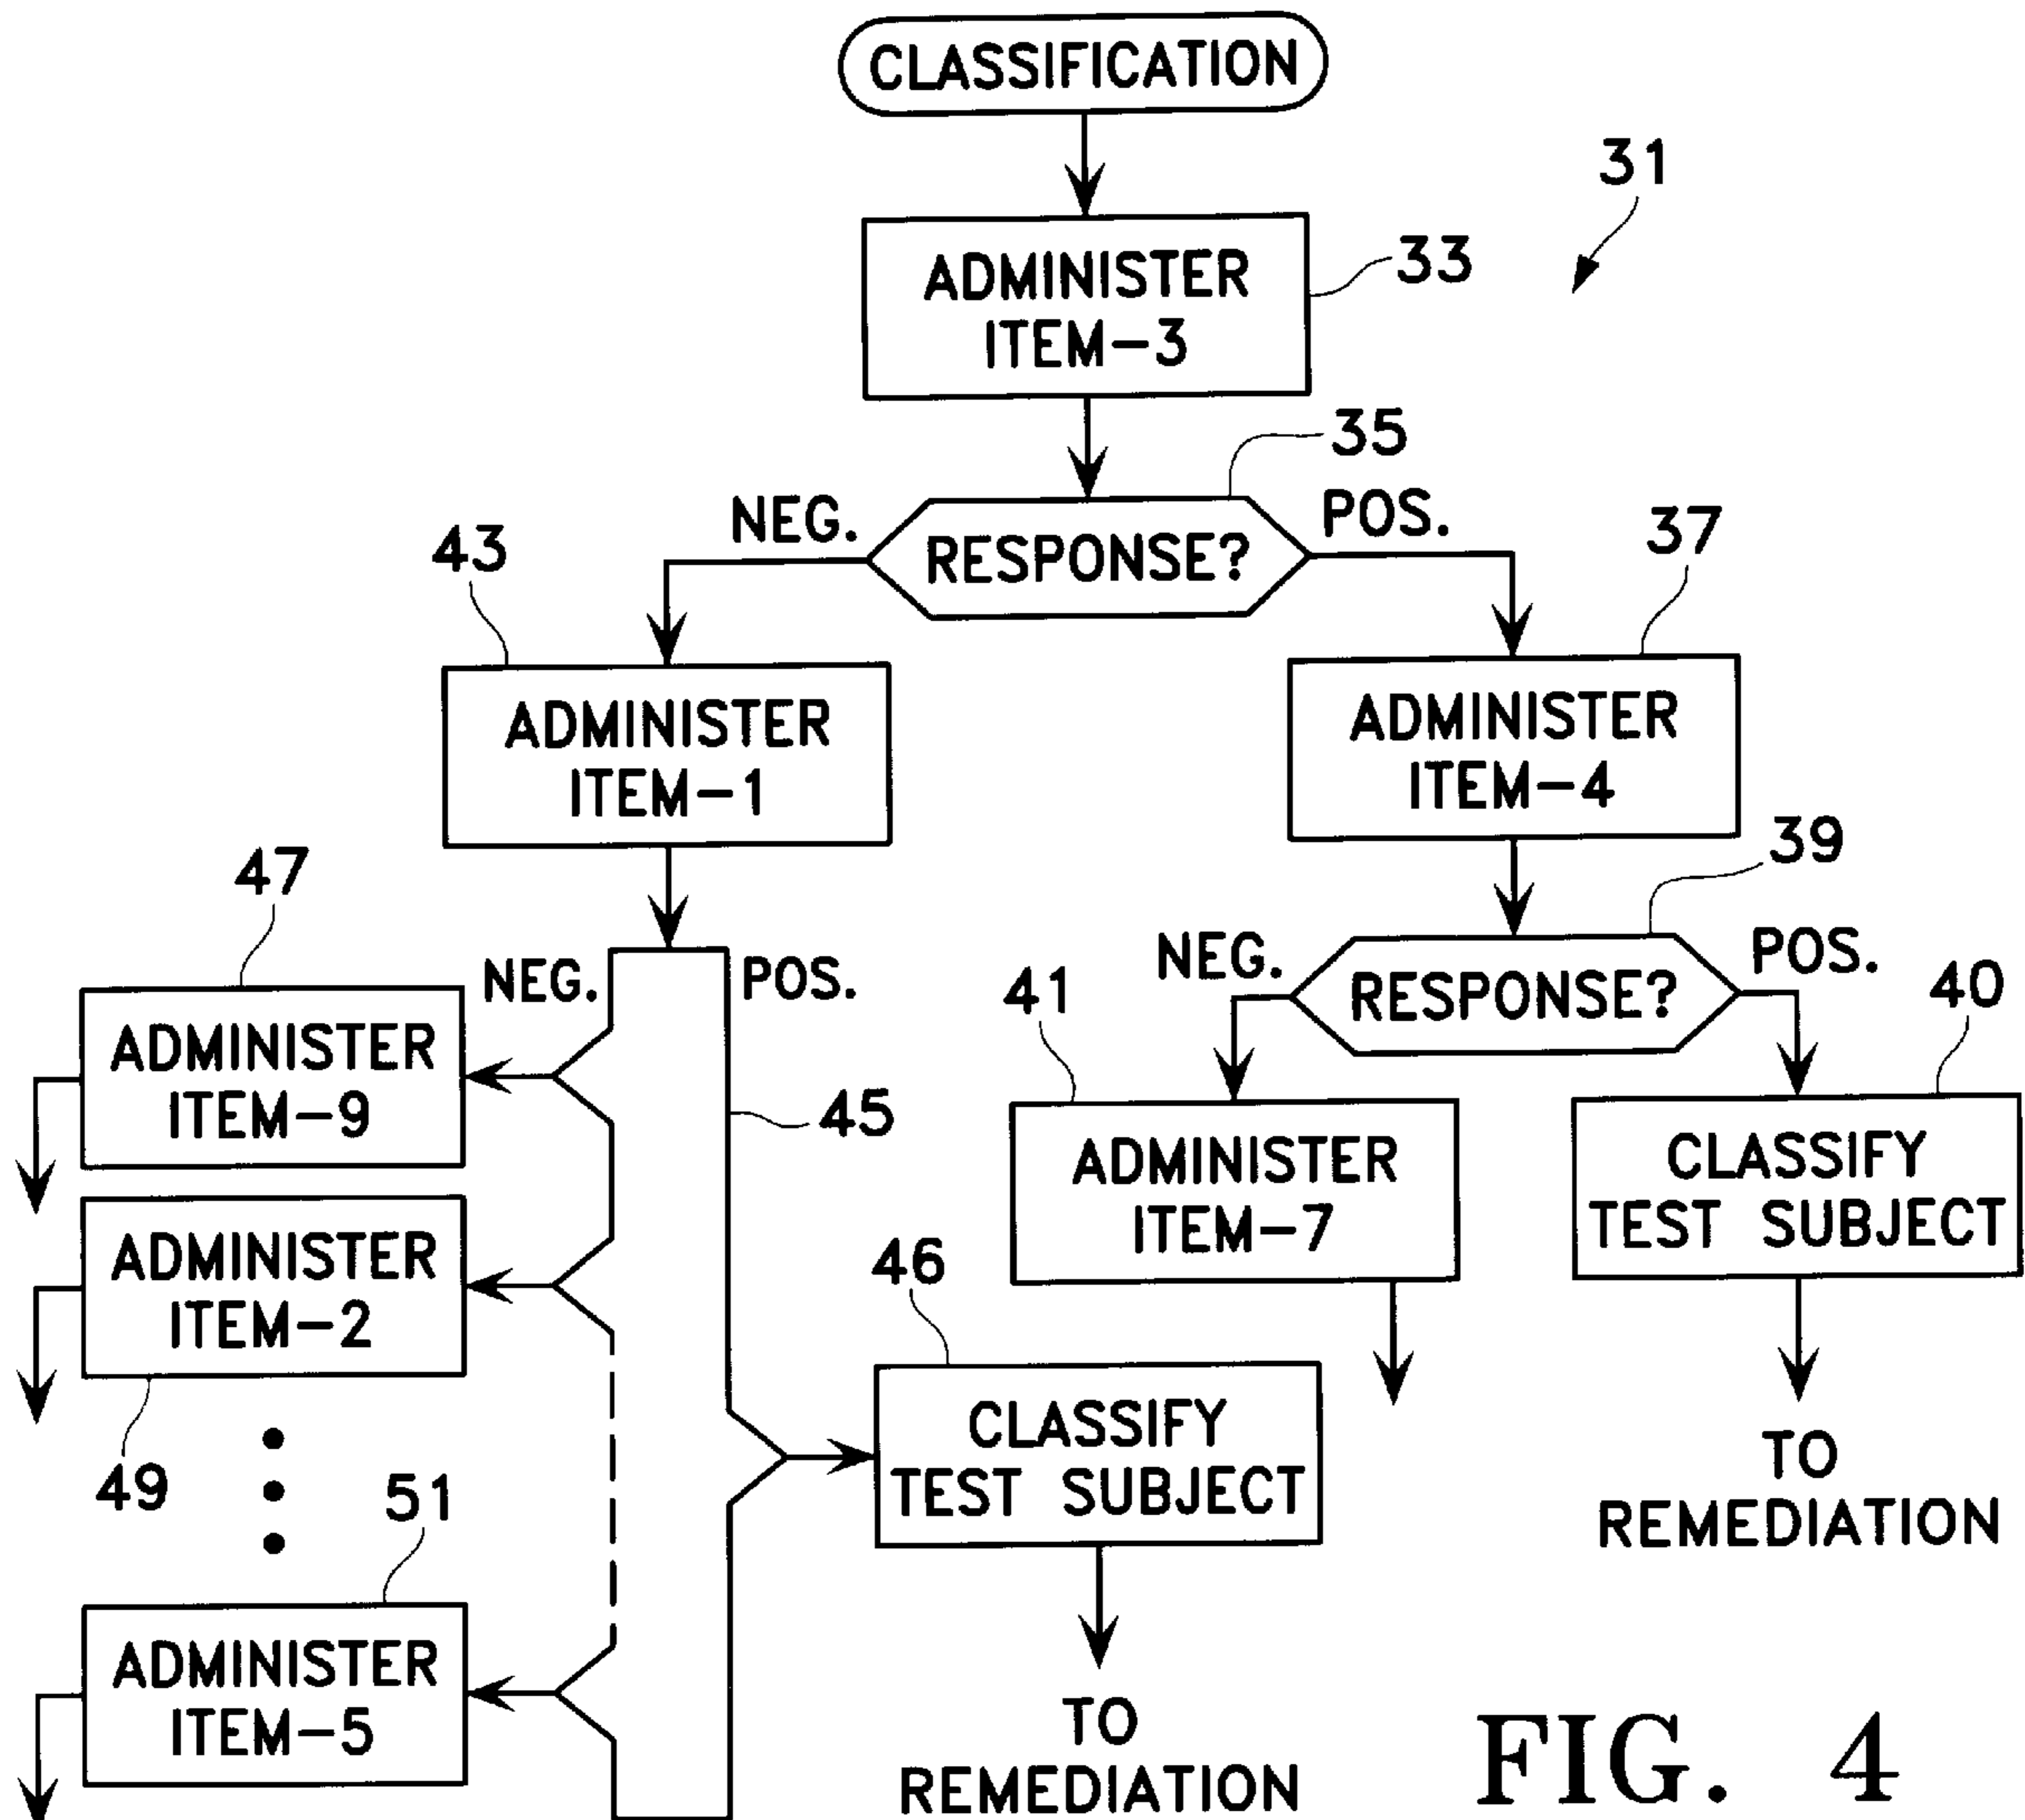 CLASSIFICATION
31
ADMINISTER
ITEM-3
33
35
NEG.
RESPONSE?
POS.
43
37
ADMINISTER
ITEM-1
ADMINISTER
ITEM-4
47
39
NEG.
POS.
NEG.
RESPONSE?
POS.
ADMINISTER
ITEM-9
45
41
40
ADMINISTER
ITEM-7
CLASSIFY
TEST SUBJECT
ADMINISTER
ITEM-2
49
46
CLASSIFY
TEST SUBJECT
TO
REMEDIATION
51
ADMINISTER
ITEM-5
TO
REMEDIATION
FIG. 4